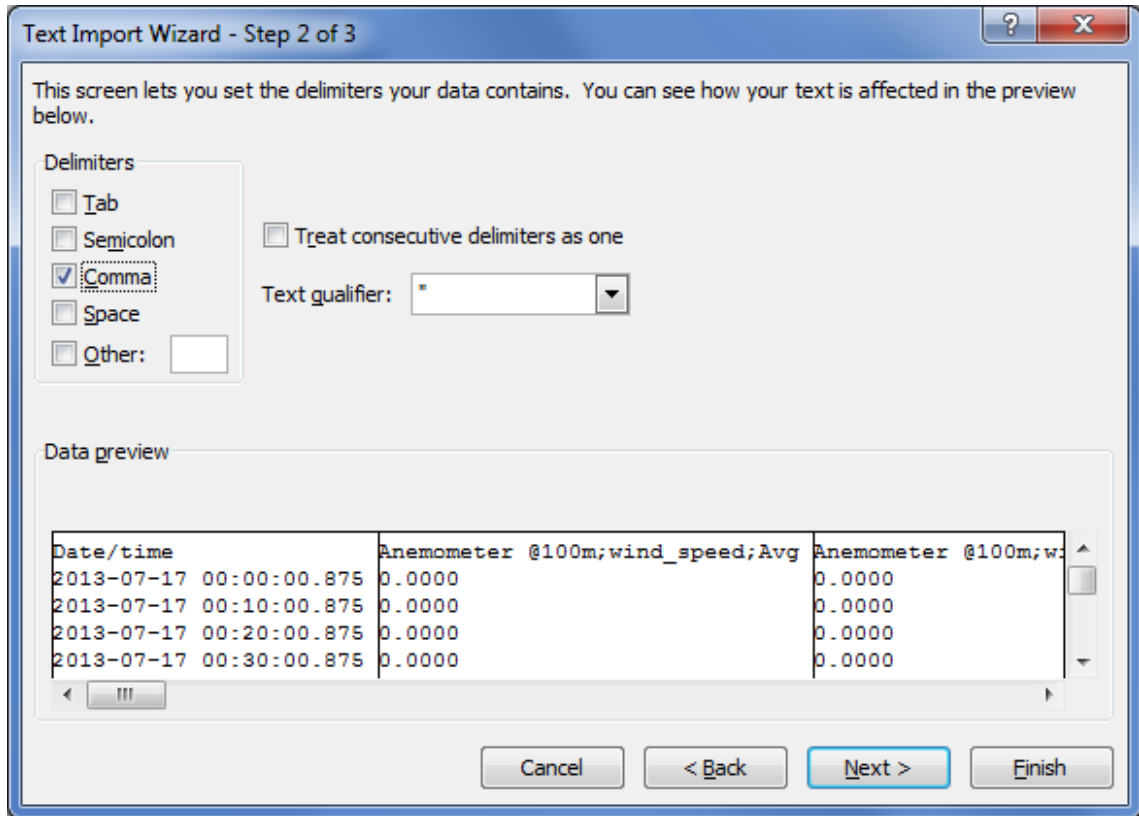 Text Import Wizard - Step 2 of 3
?
X
This screen lets you set the delimiters your data contains. You can see how your text is affected in the preview
below.
Delimiters
Tab
Semicolon
Comma
Space
Other:
Treat consecutive delimiters as one
Text qualifier: "
Data preview
Date/time Anemometer @100m;wind_speed;Avg Anemometer @100m;wi
2013-07-17 00:00:00.875 0.0000 0.0000
2013-07-17 00:10:00.875 0.0000 0.0000
2013-07-17 00:20:00.875 0.0000 0.0000
2013-07-17 00:30:00.875 0.0000 0.0000
Cancel < Back Next > Finish